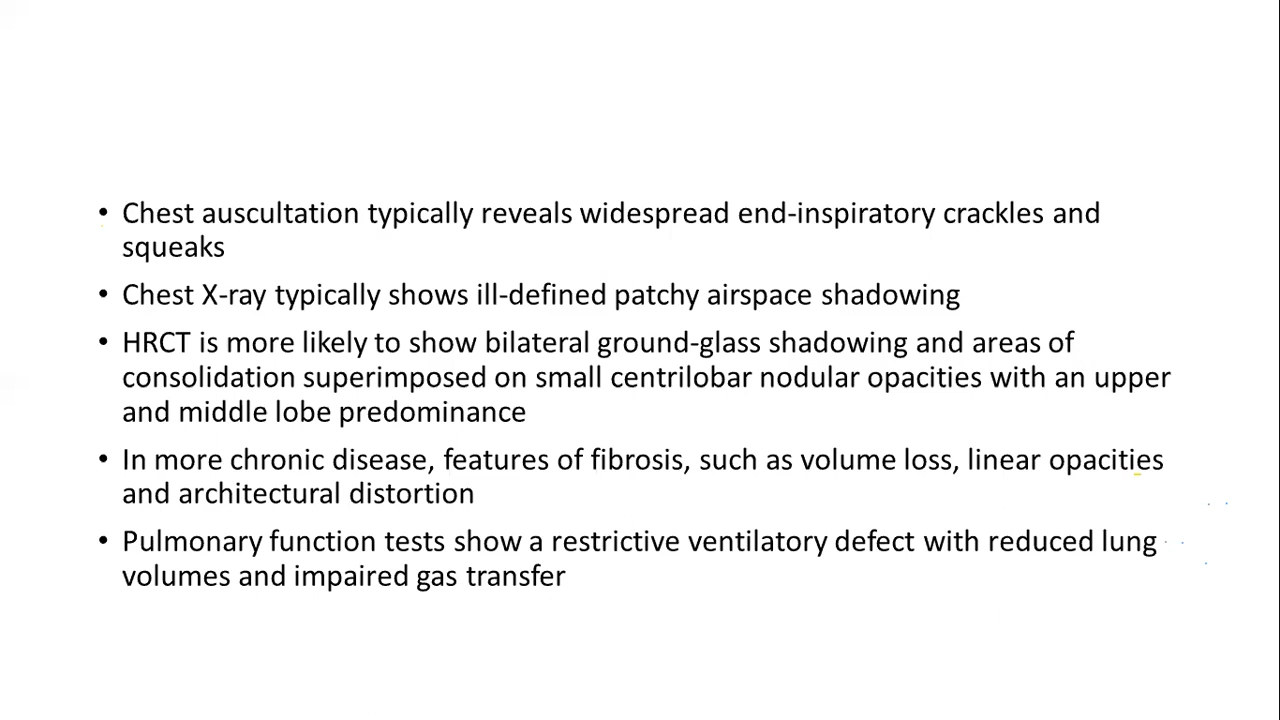 • Chest auscultation typically reveals widespread end-inspiratory crackles and
squeaks
• Chest X-ray typically shows ill-defined patchy airspace shadowing
• HRCT is more likely to show bilateral ground-glass shadowing and areas of
consolidation superimposed on small centrilobar nodular opacities with an upper
and middle lobe predominance
• In more chronic disease, features of fibrosis, such as volume loss, linear opacities
and architectural distortion
• Pulmonary function tests show a restrictive ventilatory defect with reduced lung
volumes and impaired gas transfer